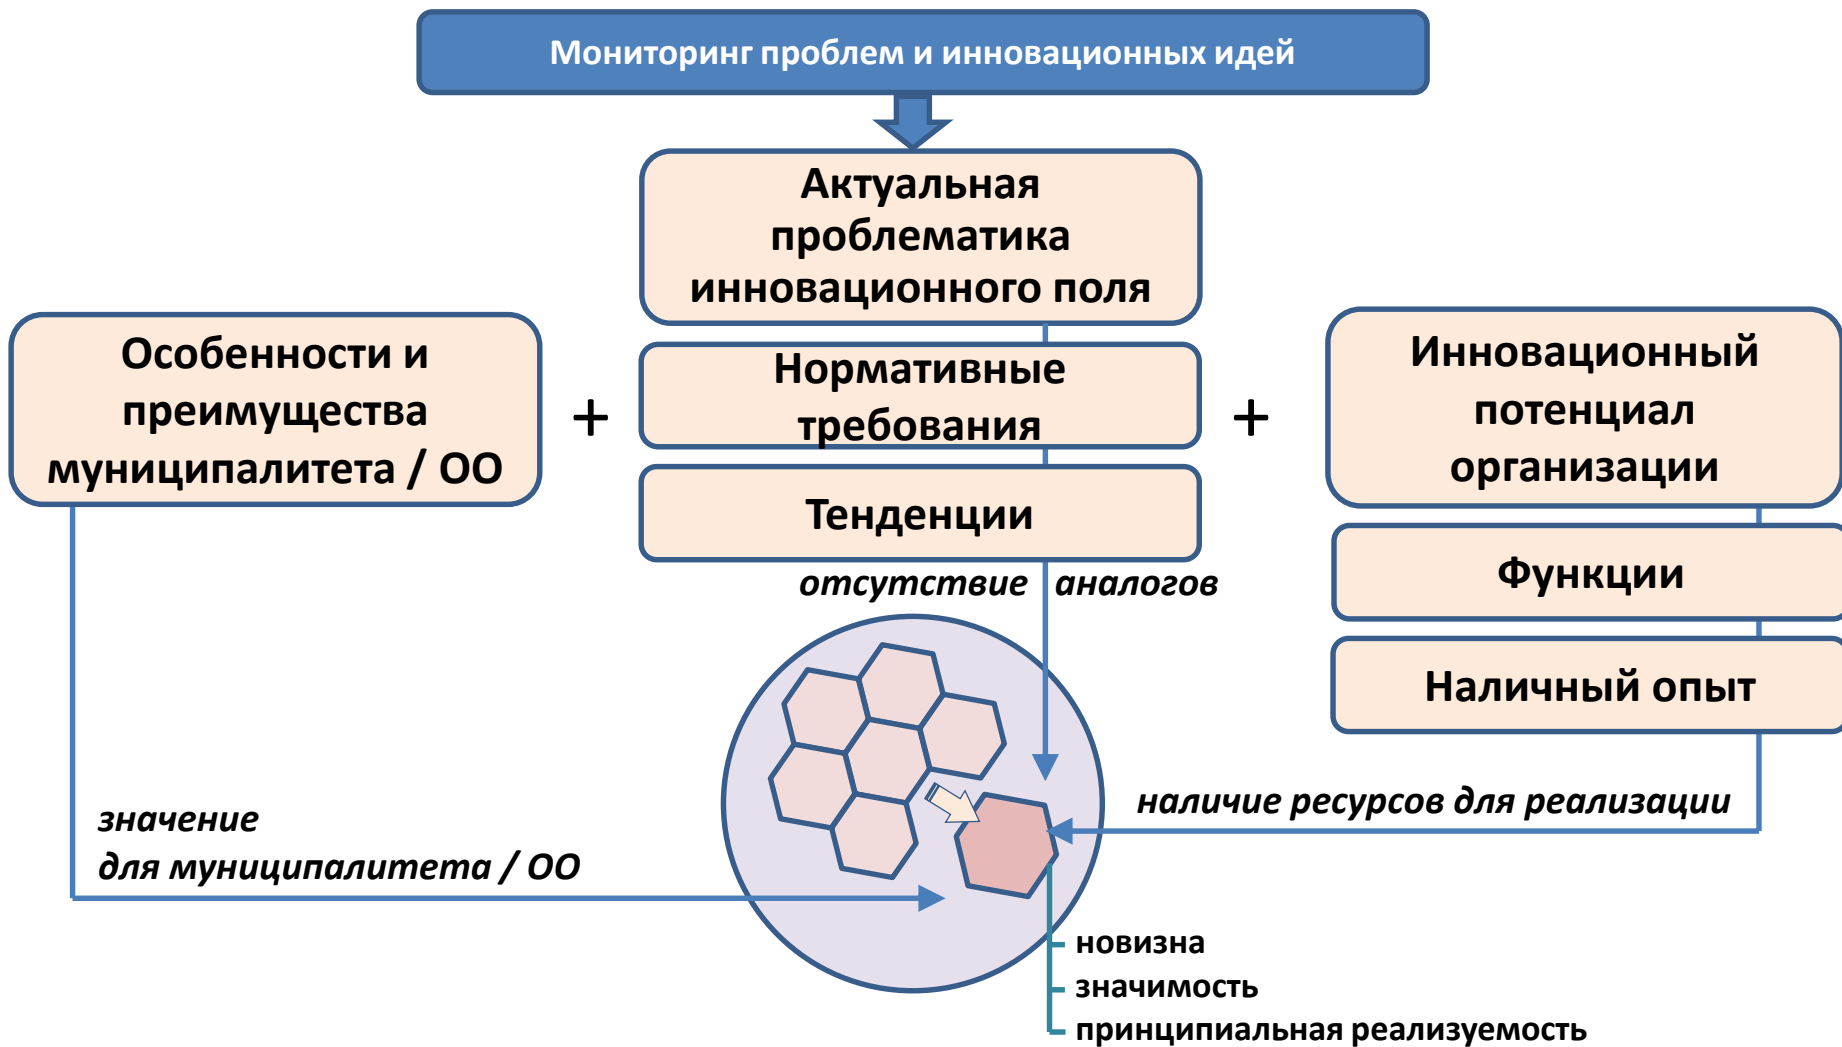 Мониторинг проблем и инновационных идей
Актуальная
проблематика
инновационного поля
Особенности и
преимущества
муниципалитета / ОО
+
Нормативные
требования
+
Инновационный
потенциал
организации
Тенденции
Функции
Наличный опыт
отсутствие аналогов
значение
для муниципалитета / ОО
наличие ресурсов для реализации
новизна
значимость
принципиальная реализуемость